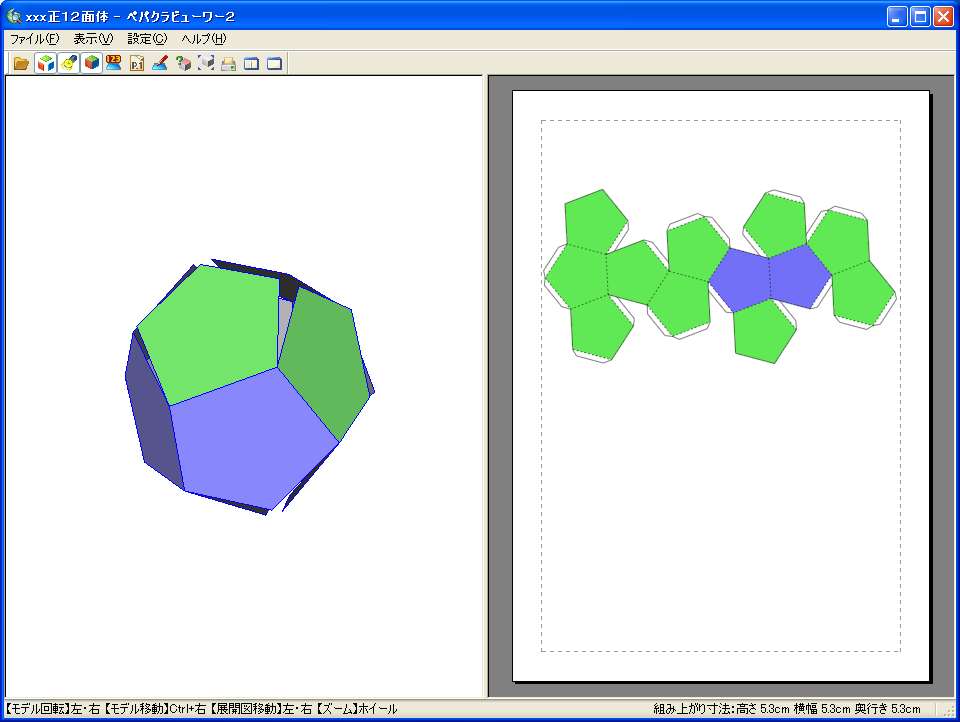 xxx正12面体 - ペパクラビューワー2
ファイル(F) 表示(V) 設定(C) ヘルプ(H)
123
P.1
【モデル回転】左・右 【モデル移動】Ctrl+右 【展開図移動】左・右 【ズーム】ホイール
組み上がり寸法:高さ 5.3cm 横幅 5.3cm 奥行き 5.3cm